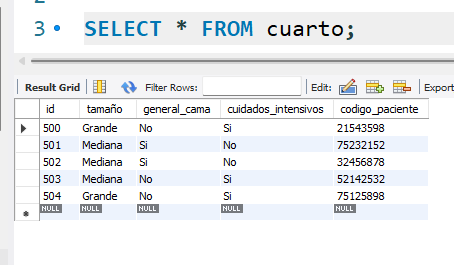 3 SELECT * FROM cuarto;
Result Grid Filter Rows: Edit: Export
id tamaño general_cama cuidados_intensivos codigo_paciente
500 Grande No Si 21543598
501 Mediana Si No 75232152
502 Mediana Si No 32456878
503 Mediana No Si 52142532
504 Grande No Si 75125898
NULL NULL NULL NULL NULL